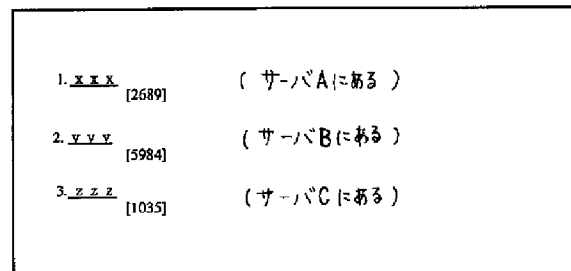 1. x x x [2689] (サーバAにある)
2. y y y [5984] (サーバBにある)
3. z z z [1035] (サーバCにある)